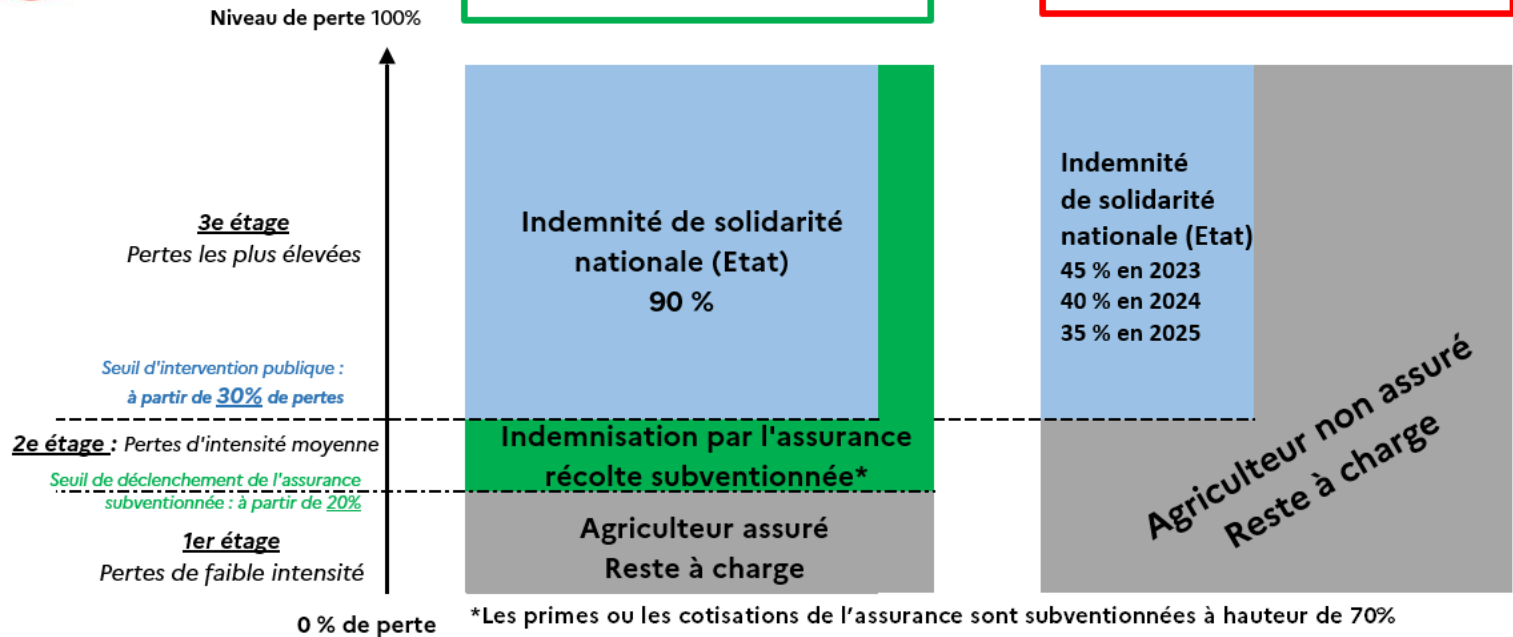 Niveau de perte 100%
3e étage
Pertes les plus élevées
Seuil d'intervention publique :
à partir de 30% de pertes
2e étage : Pertes d'intensité moyenne
Seuil de déclenchement de l'assurance
subventionnée : à partir de 20%
1er étage
Pertes de faible intensité
0 % de perte
Indemnité de solidarité
nationale (Etat)
90 %
Indemnisation par l'assurance
récolte subventionnée*
Agriculteur assuré
Reste à charge
Indemnité
de solidarité
nationale (Etat)
45 % en 2023
40 % en 2024
35 % en 2025
Agriculteur non assuré
Reste à charge
*Les primes ou les cotisations de l’assurance sont subventionnées à hauteur de 70%